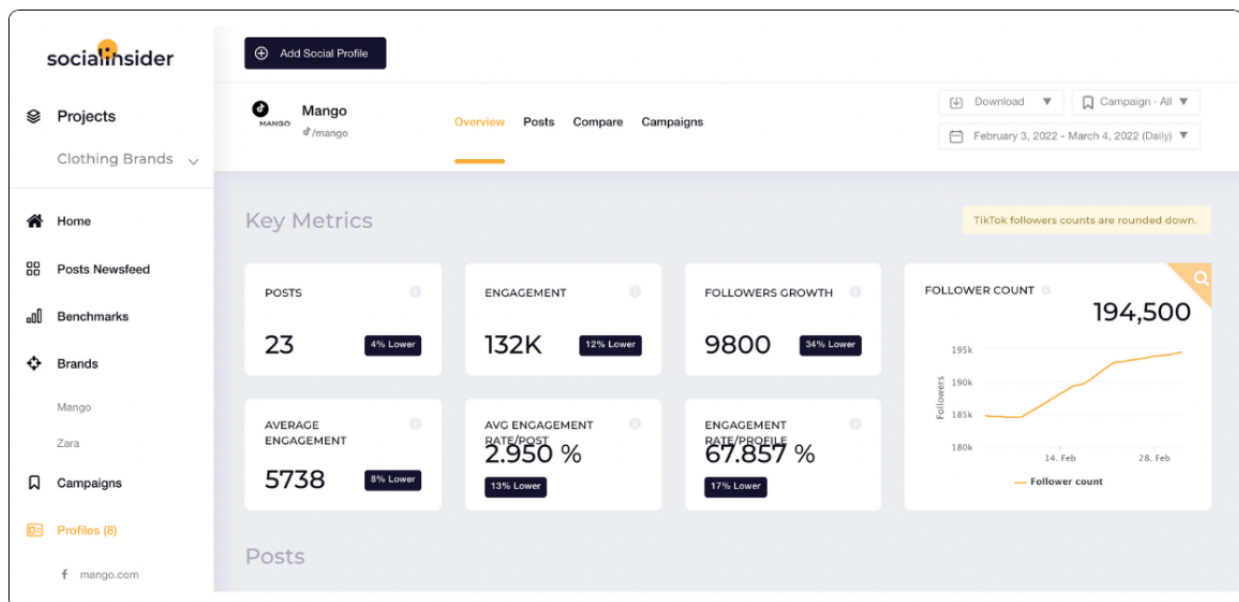 socialinsider
Add Social Profile
Projects
Clothing Brands
Home
Posts Newsfeed
Benchmarks
Brands
Mango
Zara
Campaigns
Profiles (8)
mango.com
MANGO
Mango
/mango
Overview Posts Compare Campaigns
Download Campaign - All
February 3, 2022 - March 4, 2022 (Daily)
Key Metrics
TikTok followers counts are rounded down.
POSTS
23
4% Lower
ENGAGEMENT
132K
12% Lower
FOLLOWERS GROWTH
9800
34% Lower
FOLLOWER COUNT
194,500
195k
190k
185k
180k
Followers
14. Feb 28. Feb
Follower count
AVERAGE
ENGAGEMENT
5738
8% Lower
AVG ENGAGEMENT
RATE/POST
2.950 %
13% Lower
ENGAGEMENT
RATE/PROFILE
67.857 %
17% Lower
Posts